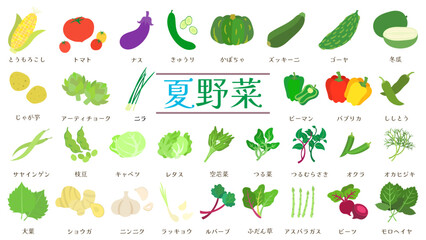 とうもろこし トマト ナス きゅうり かぼちゃ ズッキーニ ゴーヤ 冬瓜
夏野菜
じゃが芋 アーティチョーク ニラ ピーマン パプリカ ししとう
サヤインゲン 枝豆 キャベツ レタス 空芯菜 つる菜 つるむらさき オクラ オカヒジキ
大葉 ショウガ ニンニク ラッキョウ ルバーブ ふだん草 アスパラガス ビーツ モロヘイヤ